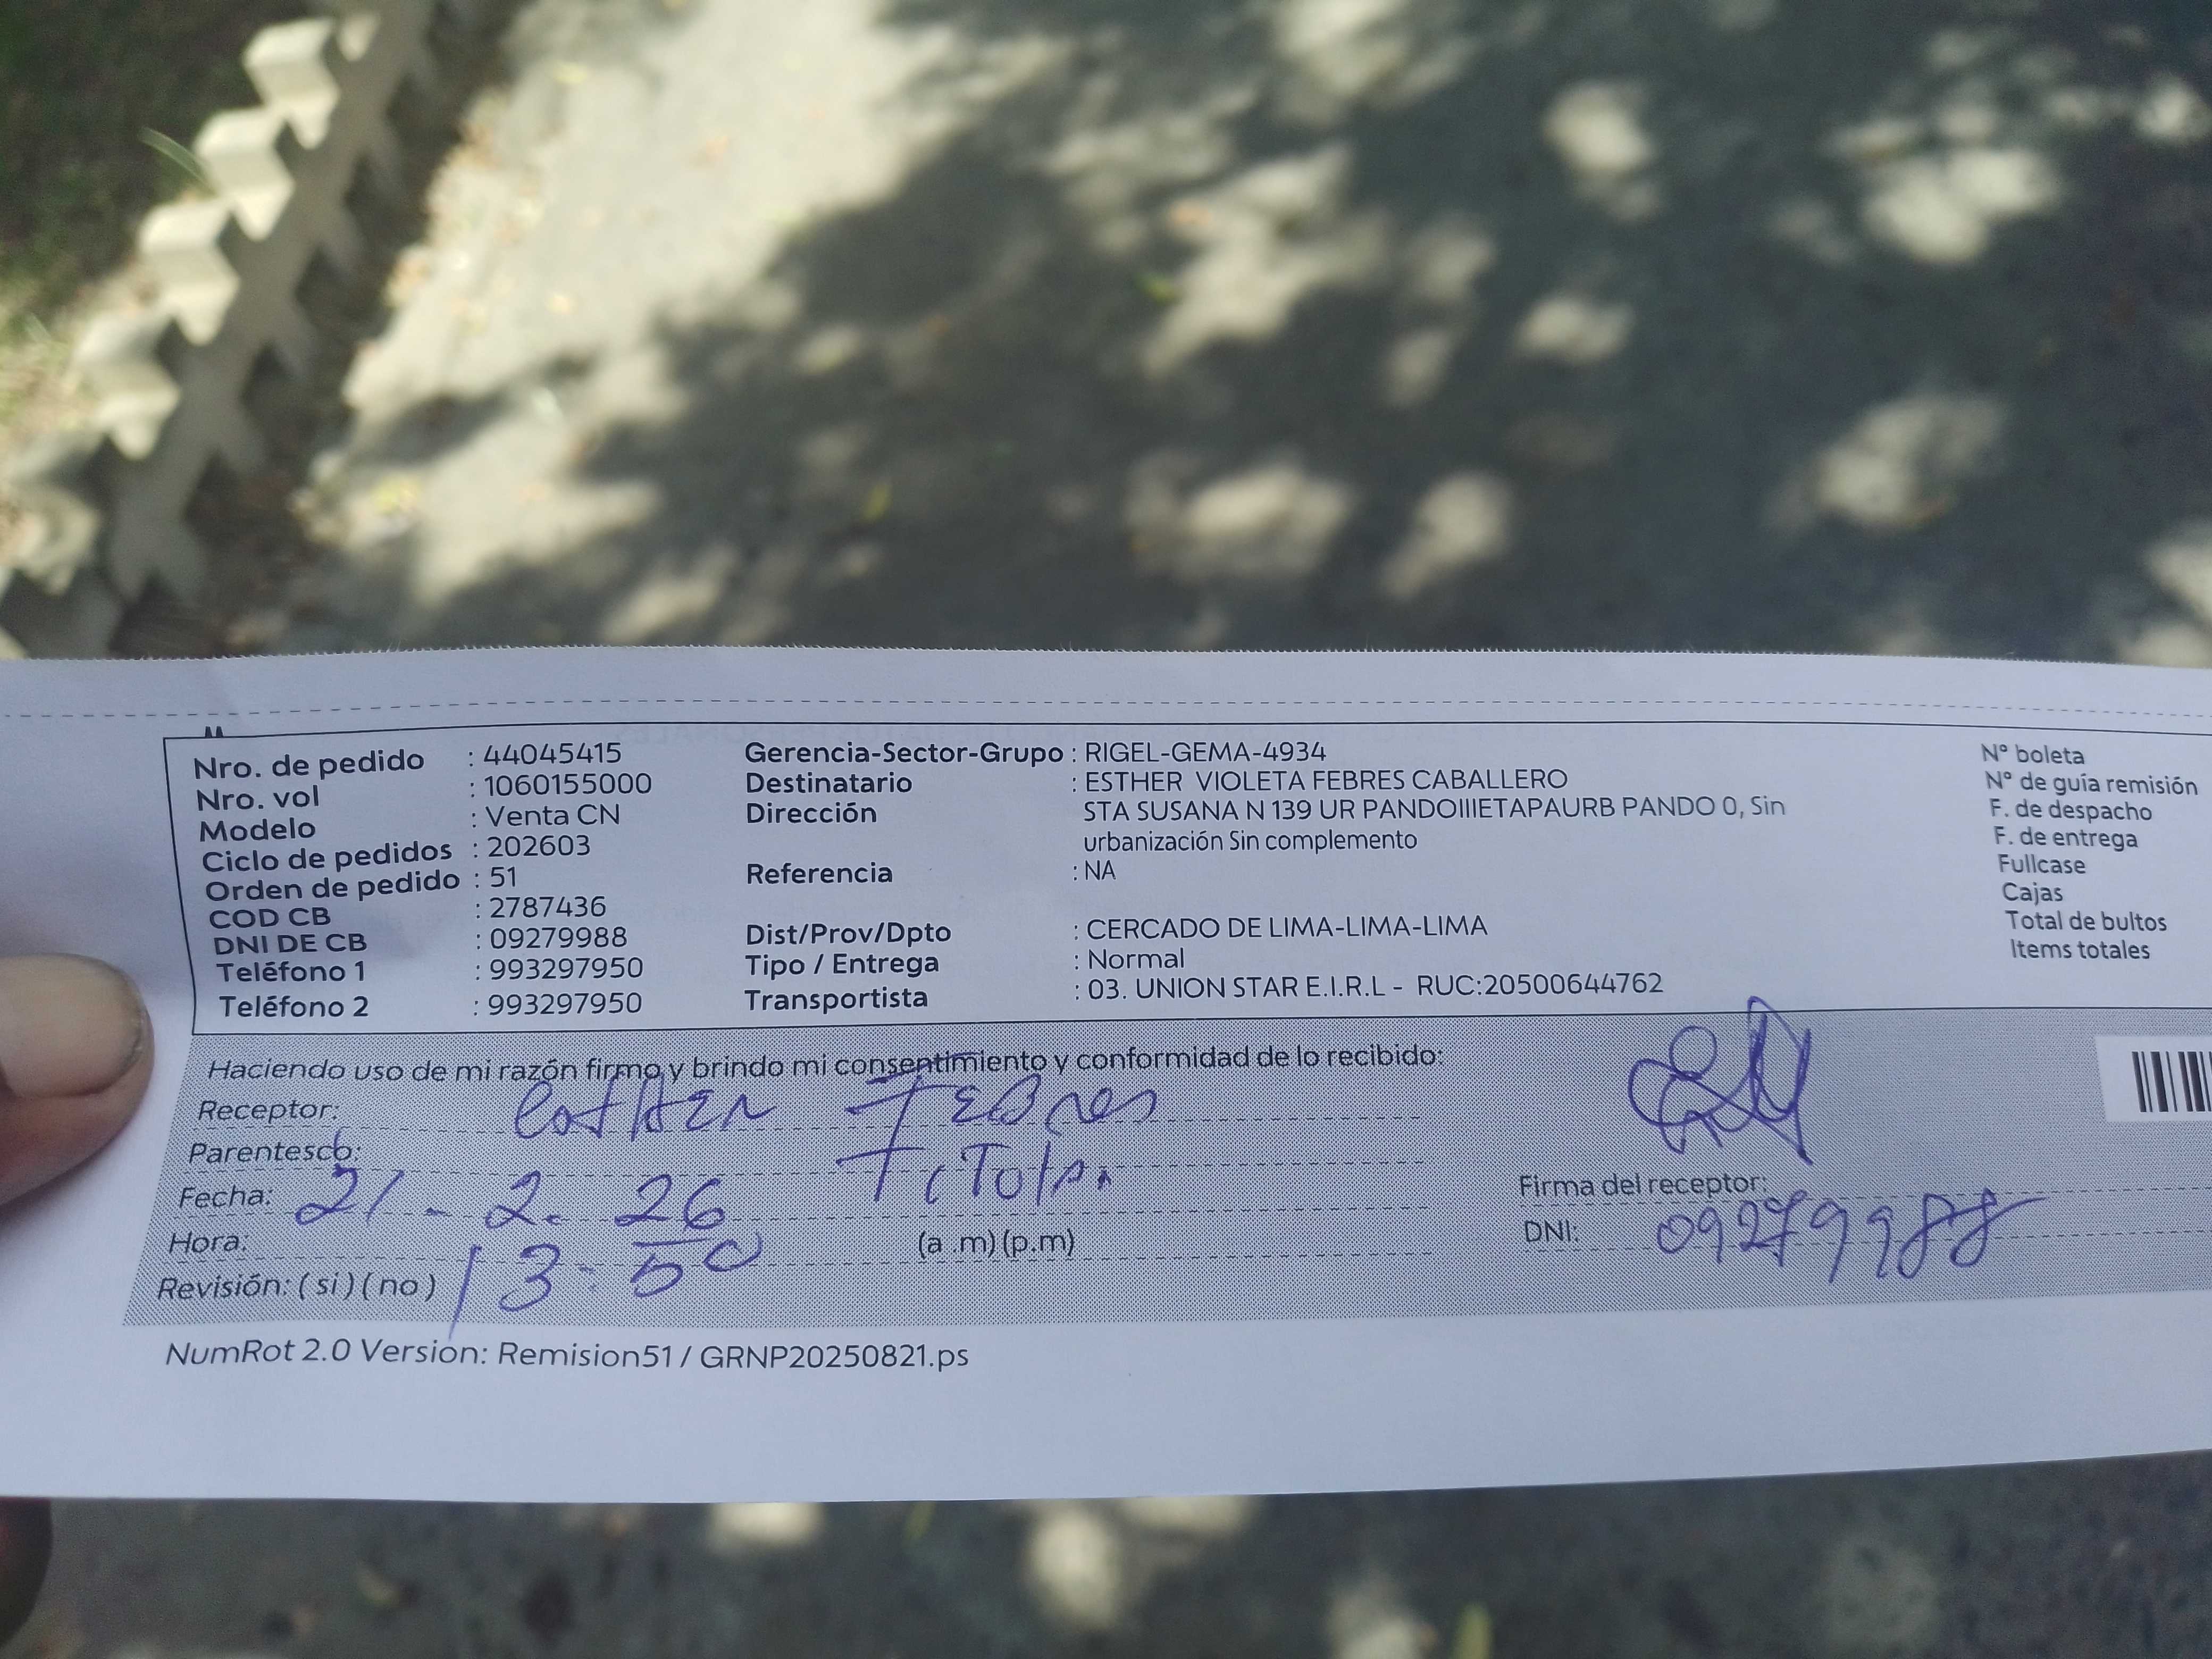 Nro. de pedido : 44045415
Nro. vol : 1060155000
Modelo : Venta CN
Ciclo de pedidos : 202603
Orden de pedido : 51
COD CB : 2787436
DNI DE CB : 09279988
Teléfono 1 : 993297950
Teléfono 2 : 993297950
Gerencia-Sector-Grupo : RIGEL-GEMA-4934
Destinatario : ESTHER VIOLETA FEBRES CABALLERO
Dirección STA SUSANA N 139 UR PANDOIIIETAPAURB PANDO 0, Sin
urbanización Sin complemento
Referencia : NA
Dist/Prov/Dpto : CERCADO DE LIMA-LIMA-LIMA
Tipo / Entrega : Normal
Transportista : 03. UNION STAR E.I.R.L - RUC:20500644762
N° boleta
N° de guía remisión
F. de despacho
F. de entrega
Fullcase
Cajas
Total de bultos
Items totales
Haciendo uso de mi razón firmo y brindo mi consentimiento y conformidad de lo recibido:
Receptor: Esther Febres
Parentesco: Titular
Fecha: 21 - 2. 26
Hora: 13:50 (a .m) (p.m)
Revisión: ( si ) ( no )
Firma del receptor:
DNI: 09279988
NumRot 2.0 Version: Remision51 / GRNP20250821.ps